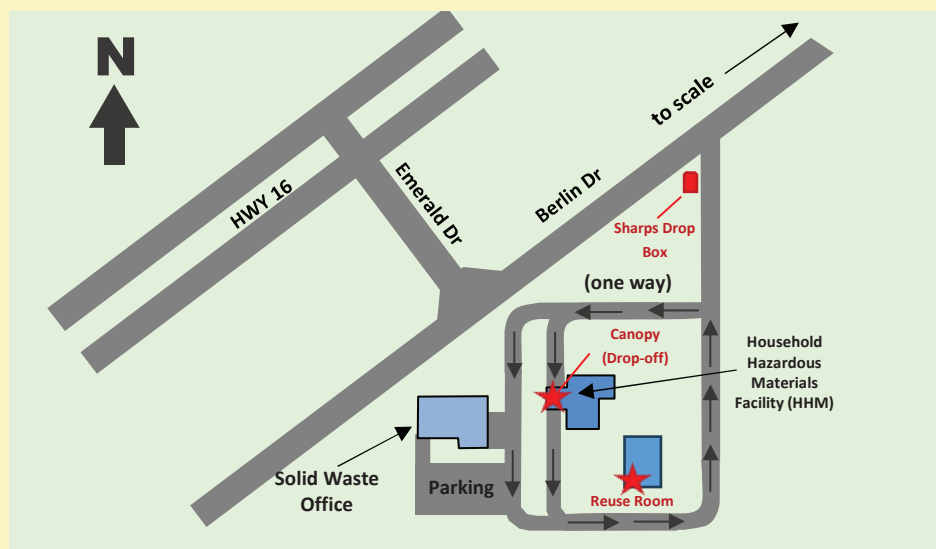 N
to scale
HWY 16
Emerald Dr
Berlin Dr
Sharps Drop
Box
(one way)
Canopy
(Drop-off)
Household
Hazardous
Materials
Facility (HHM)
Solid Waste
Office
Parking
Reuse Room